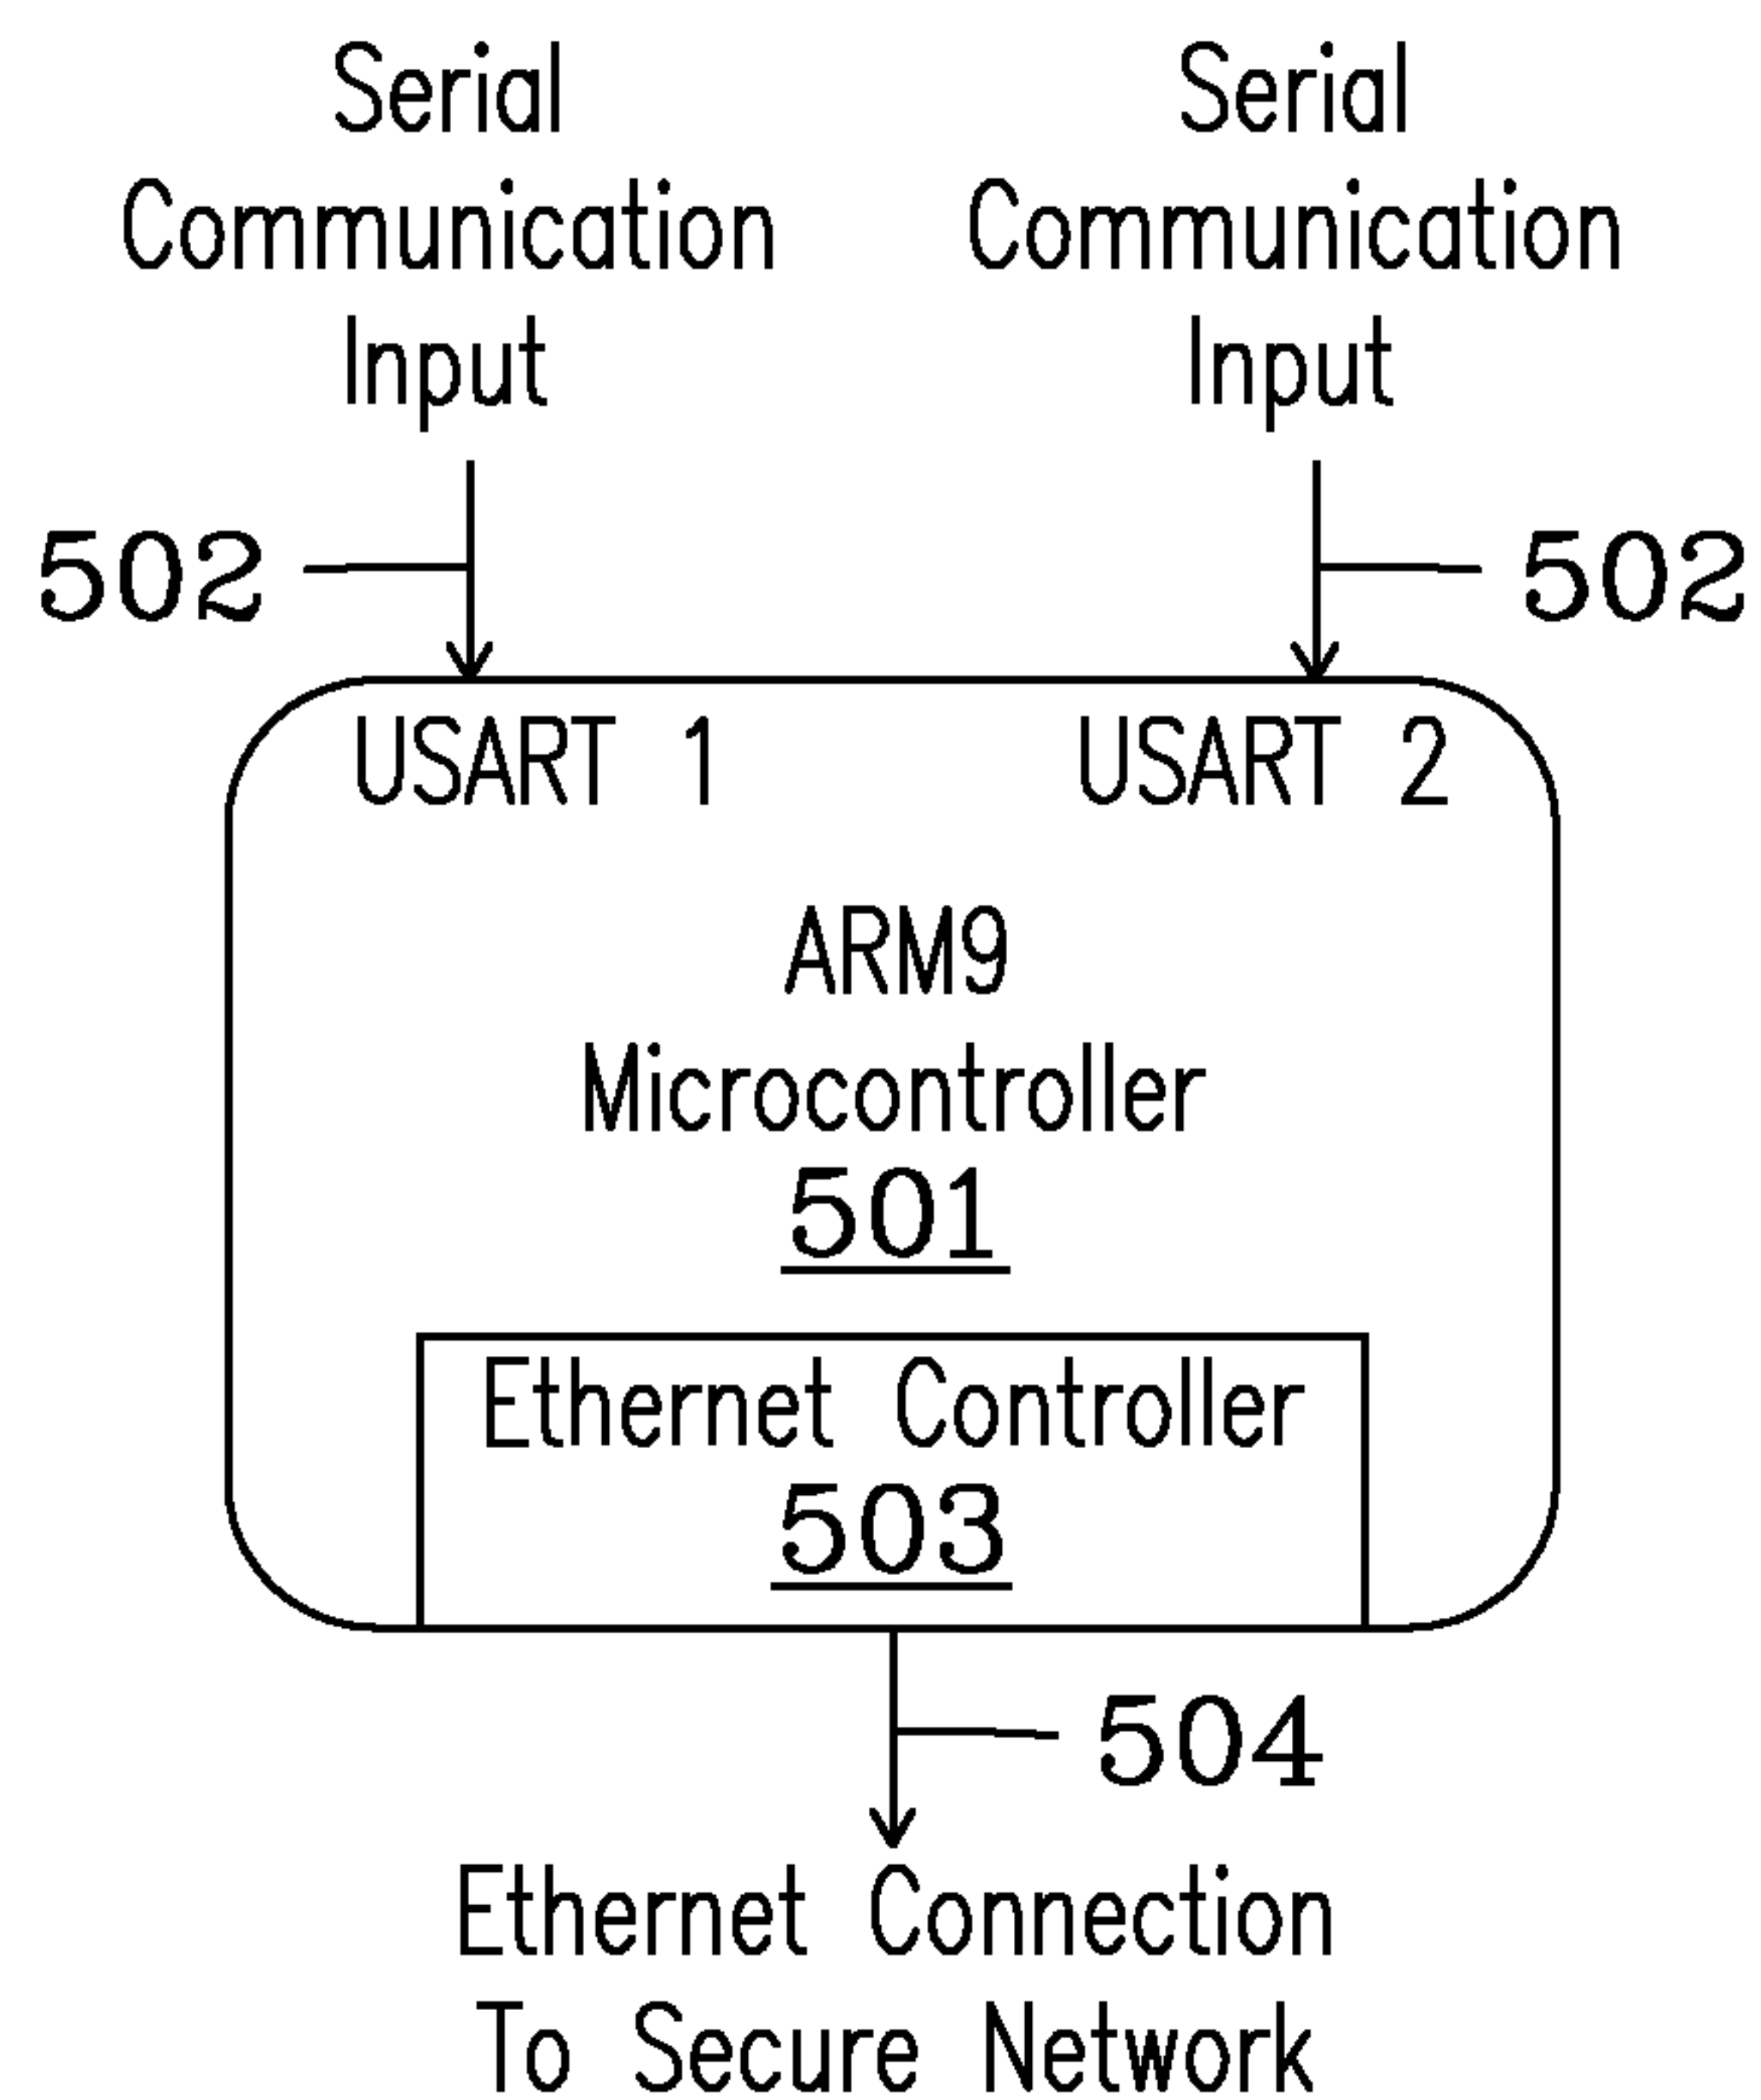 Serial
Communication
Input
Serial
Communication
Input
502
502
USART 1
USART 2
ARM9
Microcontroller
501
Ethernet Controller
503
504
Ethernet Connection
To Secure Network